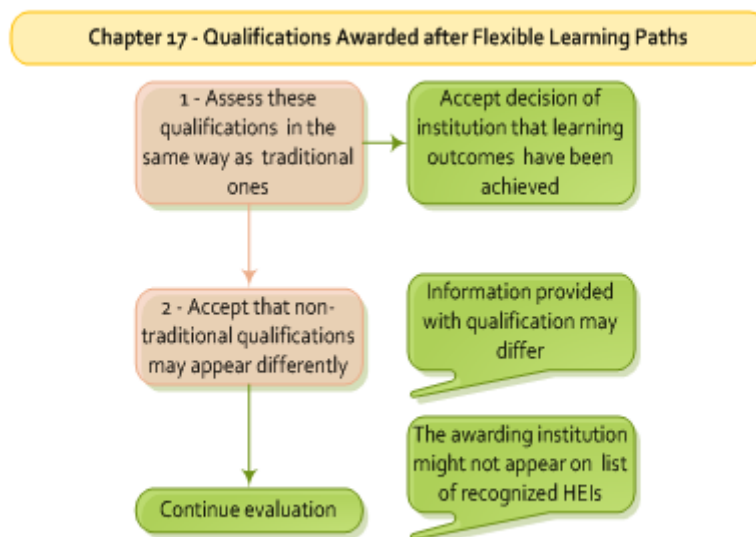 Chapter 17 - Qualifications Awarded after Flexible Learning Paths
1 - Assess these
qualifications in the
same way as traditional
ones
Accept decision of
institution that learning
outcomes have been
achieved
2 - Accept that non-
traditional qualifications
may appear differently
Information provided
with qualification may
differ
The awarding institution
might not appear on list
of recognized HEIs
Continue evaluation